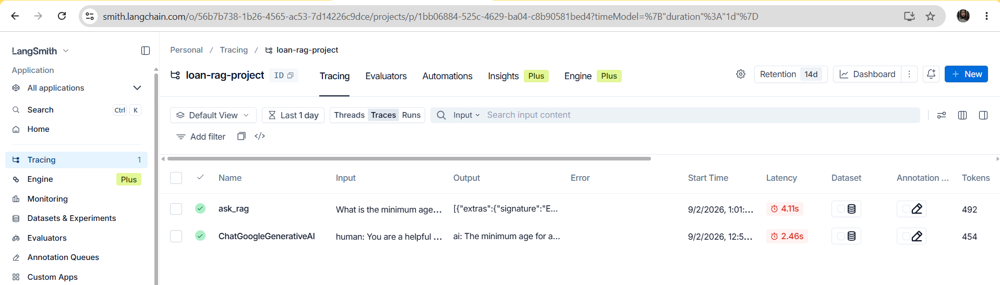 smith.langchain.com/o/56b7b738-1b26-4565-ac53-7d14226c9dce/projects/p/1bb06884-525c-4629-ba04-c8b90581bed4?timeModel=%7B"duration"%3A"1d"%7D
LangSmith
Application
All applications
Search Ctrl K
Home
Tracing 1
Engine Plus
Monitoring
Datasets & Experiments
Evaluators
Annotation Queues
Custom Apps
Personal / Tracing / loan-rag-project
loan-rag-project ID Tracing Evaluators Automations Insights Plus Engine Plus Retention 14d Dashboard + New
Default View Last 1 day Threads Traces Runs Input Search input content
Add filter </>
Name Input Output Error Start Time Latency Dataset Annotation ... Tokens
ask_rag What is the minimum age... [{"extras":{"signature":"E... 9/2/2026, 1:01:... 4.11s 492
ChatGoogleGenerativeAI human: You are a helpful ... ai: The minimum age for a... 9/2/2026, 12:5... 2.46s 454